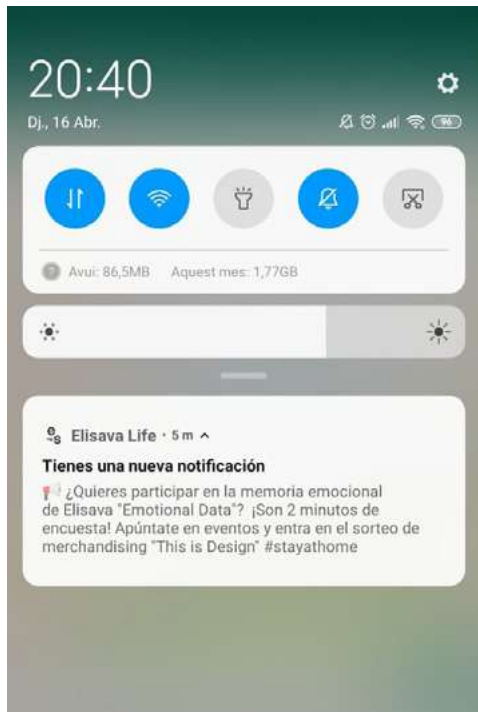 20:40
Dj., 16 Abr.
96
Avui: 86,5MB Aquest mes: 1,77GB
Elisava Life · 5 m
Tienes una nueva notificación
¿Quieres participar en la memoria emocional
de Elisava "Emotional Data"? ¡Son 2 minutos de
encuesta! Apúntate en eventos y entra en el sorteo de
merchandising "This is Design" #stayathome